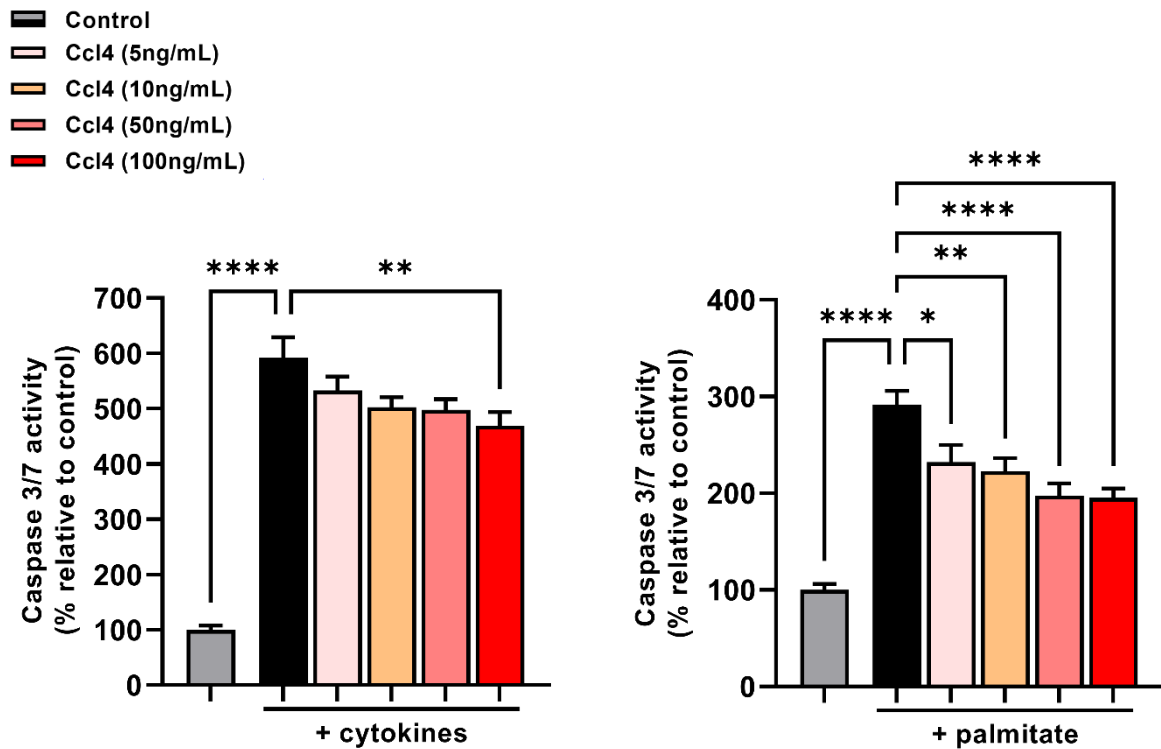 Control
Ccl4 (5ng/mL)
Ccl4 (10ng/mL)
Ccl4 (50ng/mL)
Ccl4 (100ng/mL)
**** **
700
600
500
400
300
200
100
0
Caspase 3/7 activity
(% relative to control)
+ cytokines
****
****
**
**** *
400
300
200
100
0
Caspase 3/7 activity
(% relative to control)
+ palmitate